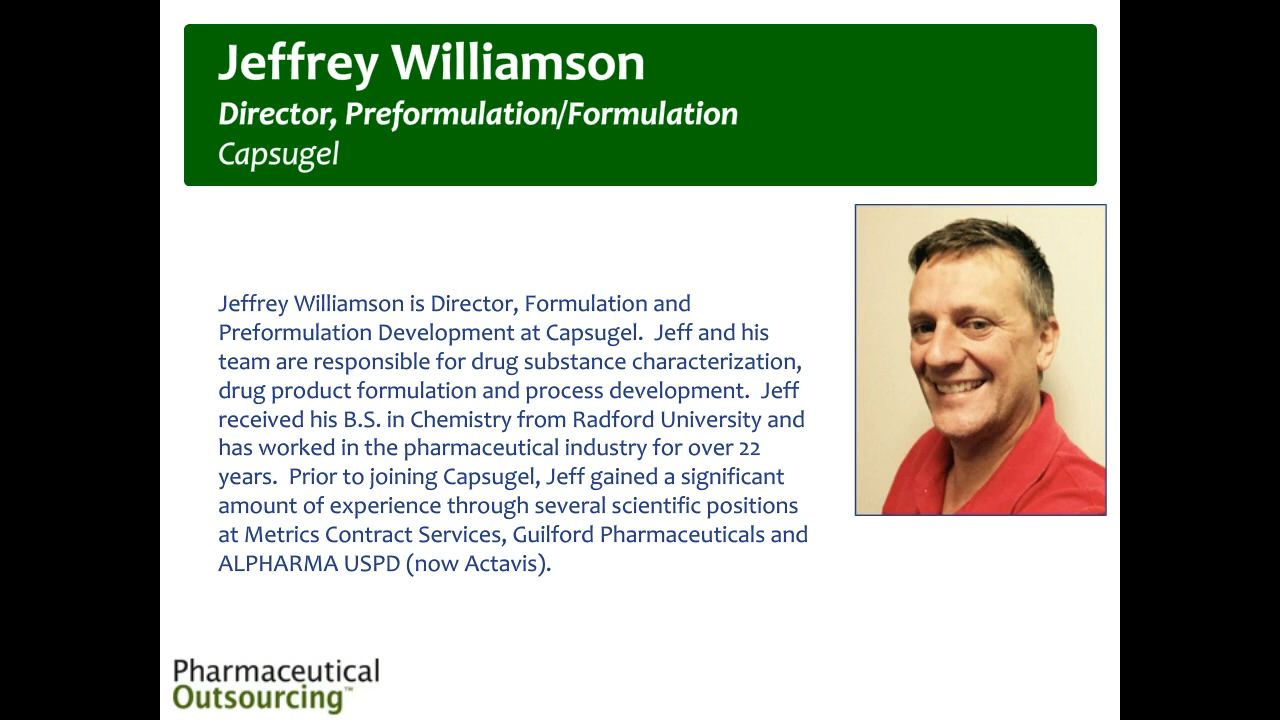 Jeffrey Williamson
Director, Preformulation/Formulation
Capsugel
Jeffrey Williamson is Director, Formulation and
Preformulation Development at Capsugel.  Jeff and his
team are responsible for drug substance characterization,
drug product formulation and process development.  Jeff
received his B.S. in Chemistry from Radford University and
has worked in the pharmaceutical industry for over 22
years.  Prior to joining Capsugel, Jeff gained a significant
amount of experience through several scientific positions
at Metrics Contract Services, Guilford Pharmaceuticals and
ALPHARMA USPD (now Actavis).
Pharmaceutical
Outsourcing™